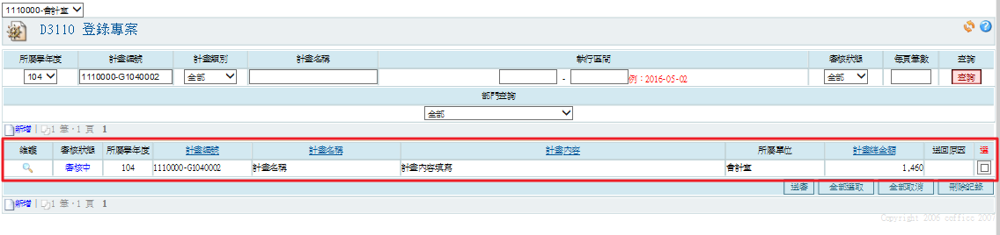 1110000-會計室
D3110 登錄專案
所屬學年度 計畫編號 計畫類別 計畫名稱 執行區間 審核狀態 每頁筆數 查詢
104 1110000-G1040002 全部 - 例：2016-05-02 全部 查詢
部門查詢
全部
新增 | 1 筆，1 頁 1
維護 審核狀態 所屬學年度 計畫編號 計畫名稱 計畫內容 所屬單位 計畫總金額 送回原因 選
審核中 104 1110000-G1040002 計畫名稱 計畫內容填寫 會計室 1,460
送審 全部選取 全部取消 刪除記錄
新增 | 1 筆，1 頁 1
Copyright 2006 ceffice 2007